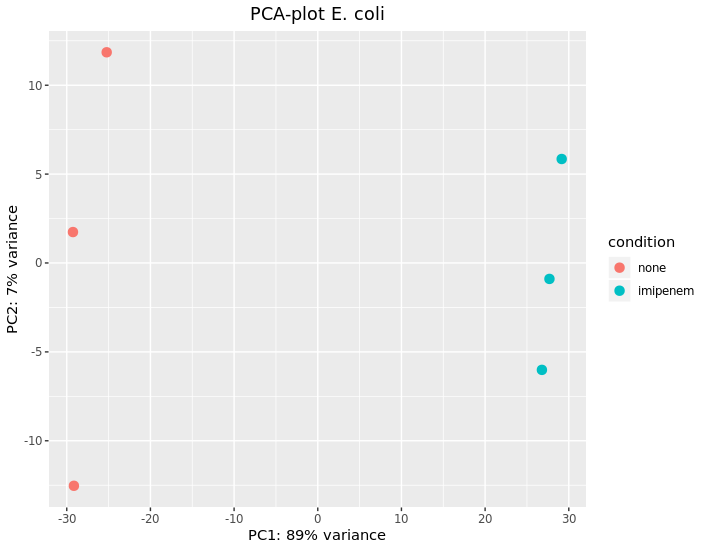 PCA-plot E. coli
10
5
0
-5
-10
PC2: 7% variance
-30 -20 -10 0 10 20 30
PC1: 89% variance
condition
none
imipenem